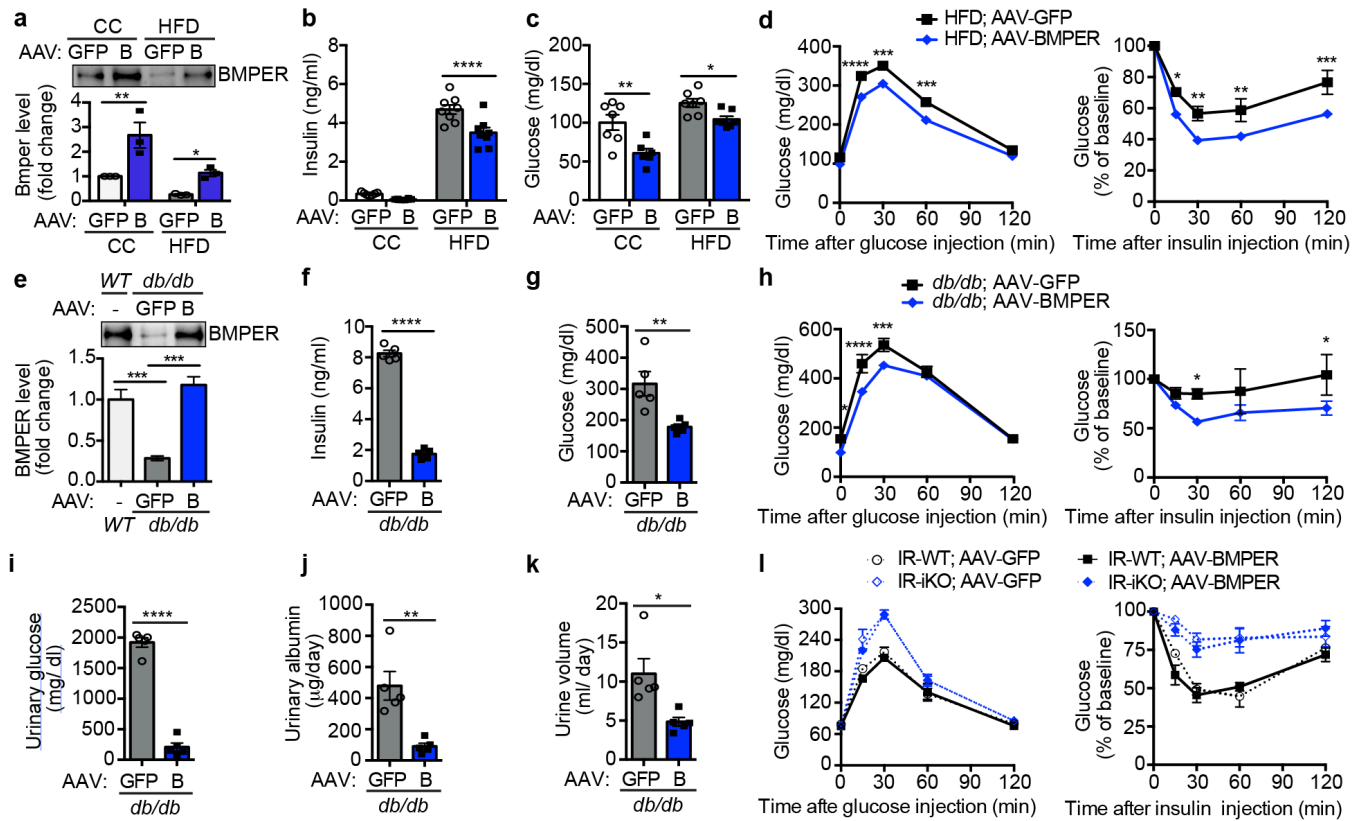 a
CC HFD
AAV: GFP B GFP B
BMPER
Bmper level
(fold change)
4
3
2
1
0
**
*
AAV: GFP B GFP B
CC HFD
b
Insulin (ng/ml)
10
8
6
4
2
0
****
AAV: GFP B GFP B
CC HFD
c
Glucose (mg/dl)
200
150
100
50
0
**
*
AAV: GFP B GFP B
CC HFD
d
HFD; AAV-GFP
HFD; AAV-BMPER
Glucose (mg/dl)
400
300
200
100
0
**** *** ***
0 30 60 90 120
Time after glucose injection (min)
Glucose
(% of baseline)
100
80
60
40
20
0
* ** ** ***
0 30 60 90 120
Time after insulin injection (min)
e
WT db/db
AAV: - GFP B
BMPER
BMPER level
(fold change)
1.5
1.0
0.5
0.0
***
***
AAV: - GFP B
WT db/db
f
Insulin (ng/ml)
10
8
6
4
2
0
****
AAV: GFP B
db/db
g
Glucose (mg/dl)
500
400
300
200
100
0
**
AAV: GFP B
db/db
h
db/db; AAV-GFP
db/db; AAV-BMPER
Glucose (mg/dl)
600
400
200
0
* **** ***
0 30 60 90 120
Time after glucose injection (min)
Glucose
(% of baseline)
150
100
50
0
* *
0 30 60 90 120
Time after insulin injection (min)
i
Urinary glucose
(mg/ dl)
2500
2000
1500
1000
500
0
****
AAV: GFP B
db/db
j
Urinary albumin
(µg/day)
1000
800
600
400
200
0
**
AAV: GFP B
db/db
k
Urine volume
(ml/ day)
20
15
10
5
0
*
AAV: GFP B
db/db
l
IR-WT; AAV-GFP
IR-iKO; AAV-GFP
IR-WT; AAV-BMPER
IR-iKO; AAV-BMPER
Glucose (mg/dl)
300
240
180
120
60
0
0 30 60 90 120
Time afte glucose injection (min)
Glucose
(% of baseline)
100
75
50
25
0
0 30 60 90 120
Time after insulin injection (min)